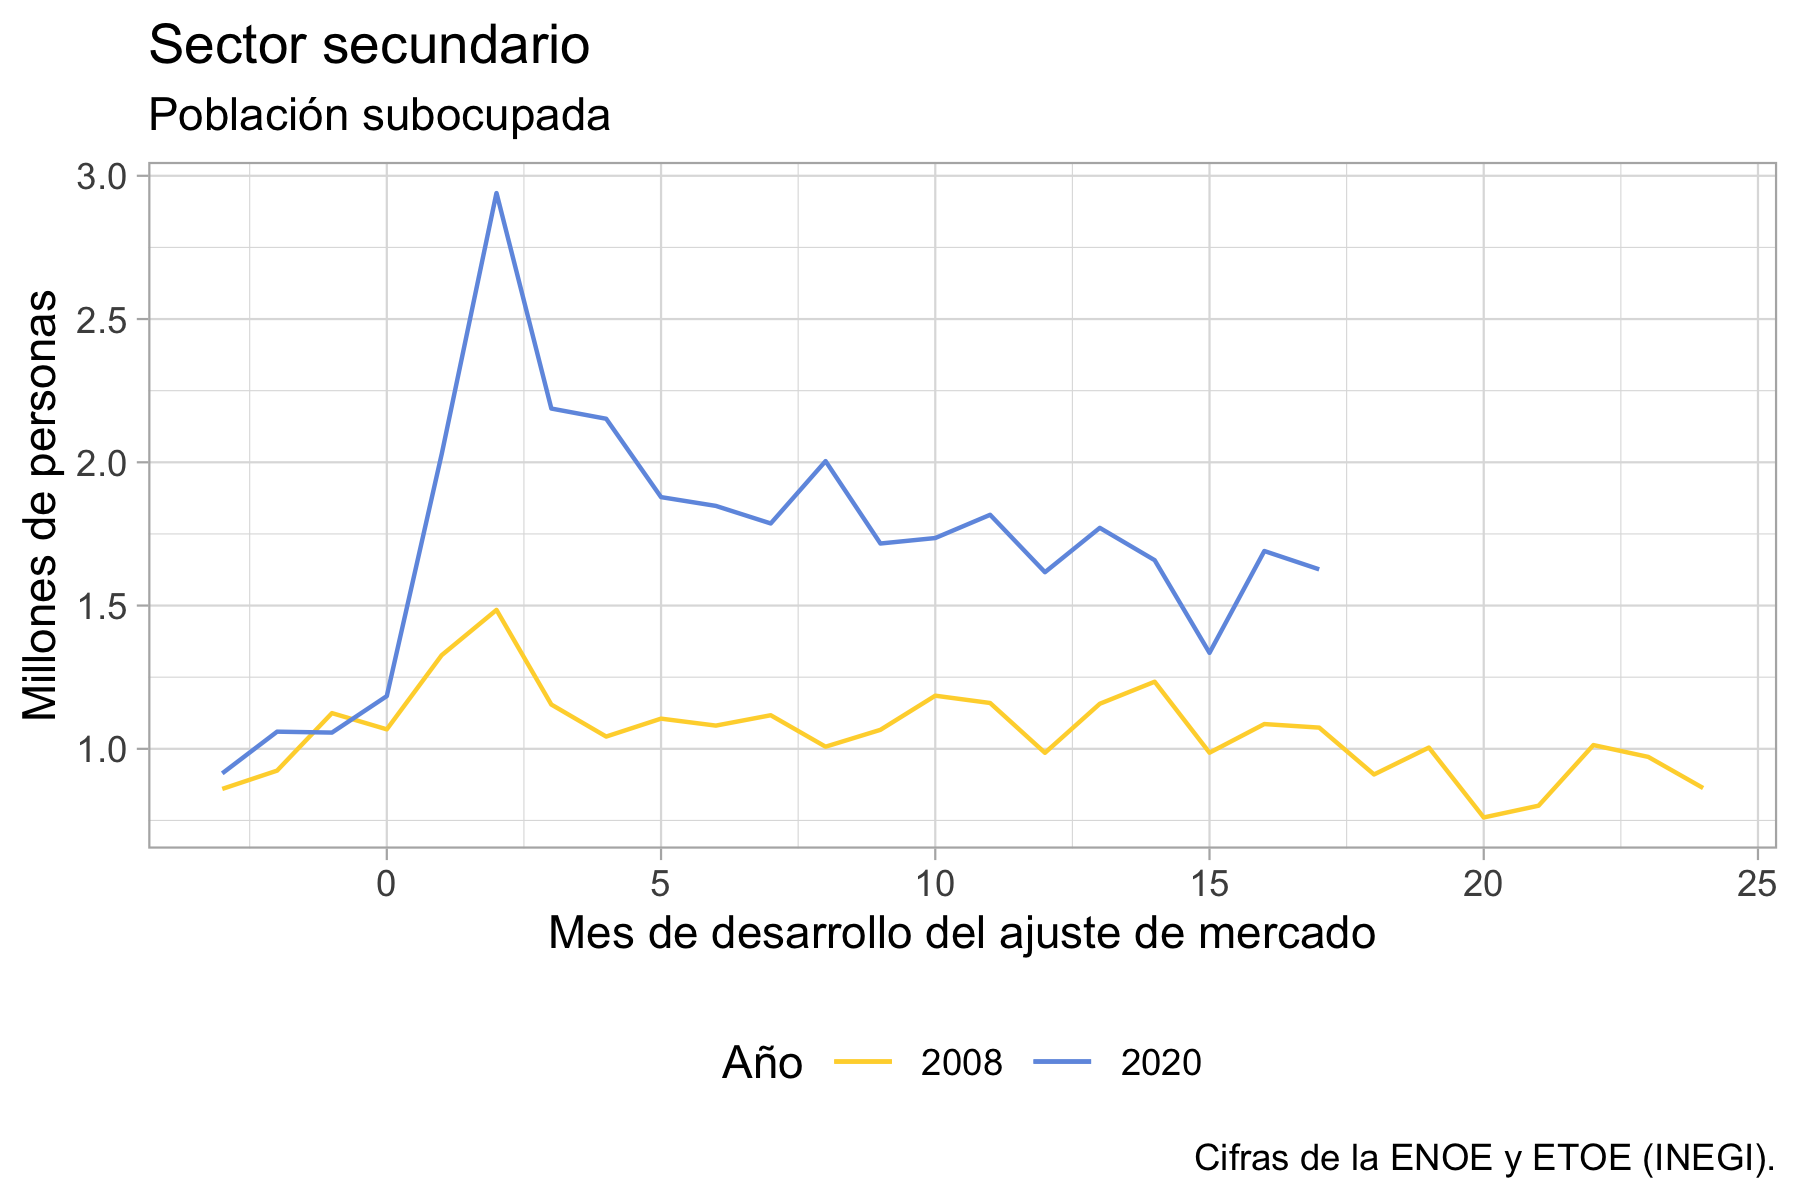 Sector secundario
Población subocupada
Millones de personas
3.0
2.5
2.0
1.5
1.0
0 5 10 15 20 25
Mes de desarrollo del ajuste de mercado
Año 2008 2020
Cifras de la ENOE y ETOE (INEGI).